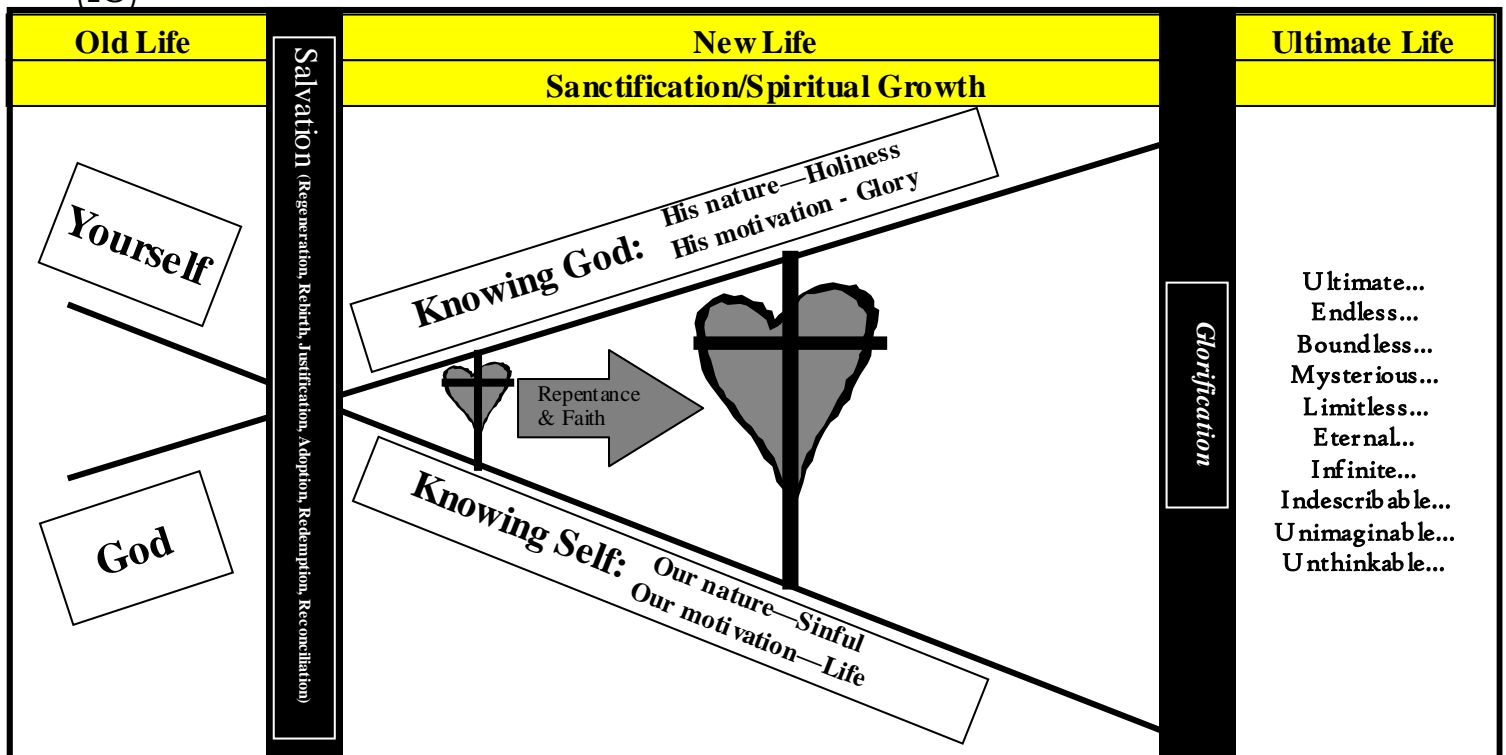 Old Life
New Life
Ultimate Life
Sanctification/Spiritual Growth
Yourself
God
Salvation (Regeneration, Rebirth, Justification, Adoption, Redemption, Reconciliation)
Knowing God:
His nature—Holiness
His motivation - Glory
Repentance
& Faith
Knowing Self:
Our nature—Sinful
Our motivation—Life
Glorification
Ultimate...
Endless...
Boundless...
Mysterious...
Limitless...
Eternal...
Infinite...
Indescribable...
Unimaginable...
Unthinkable...